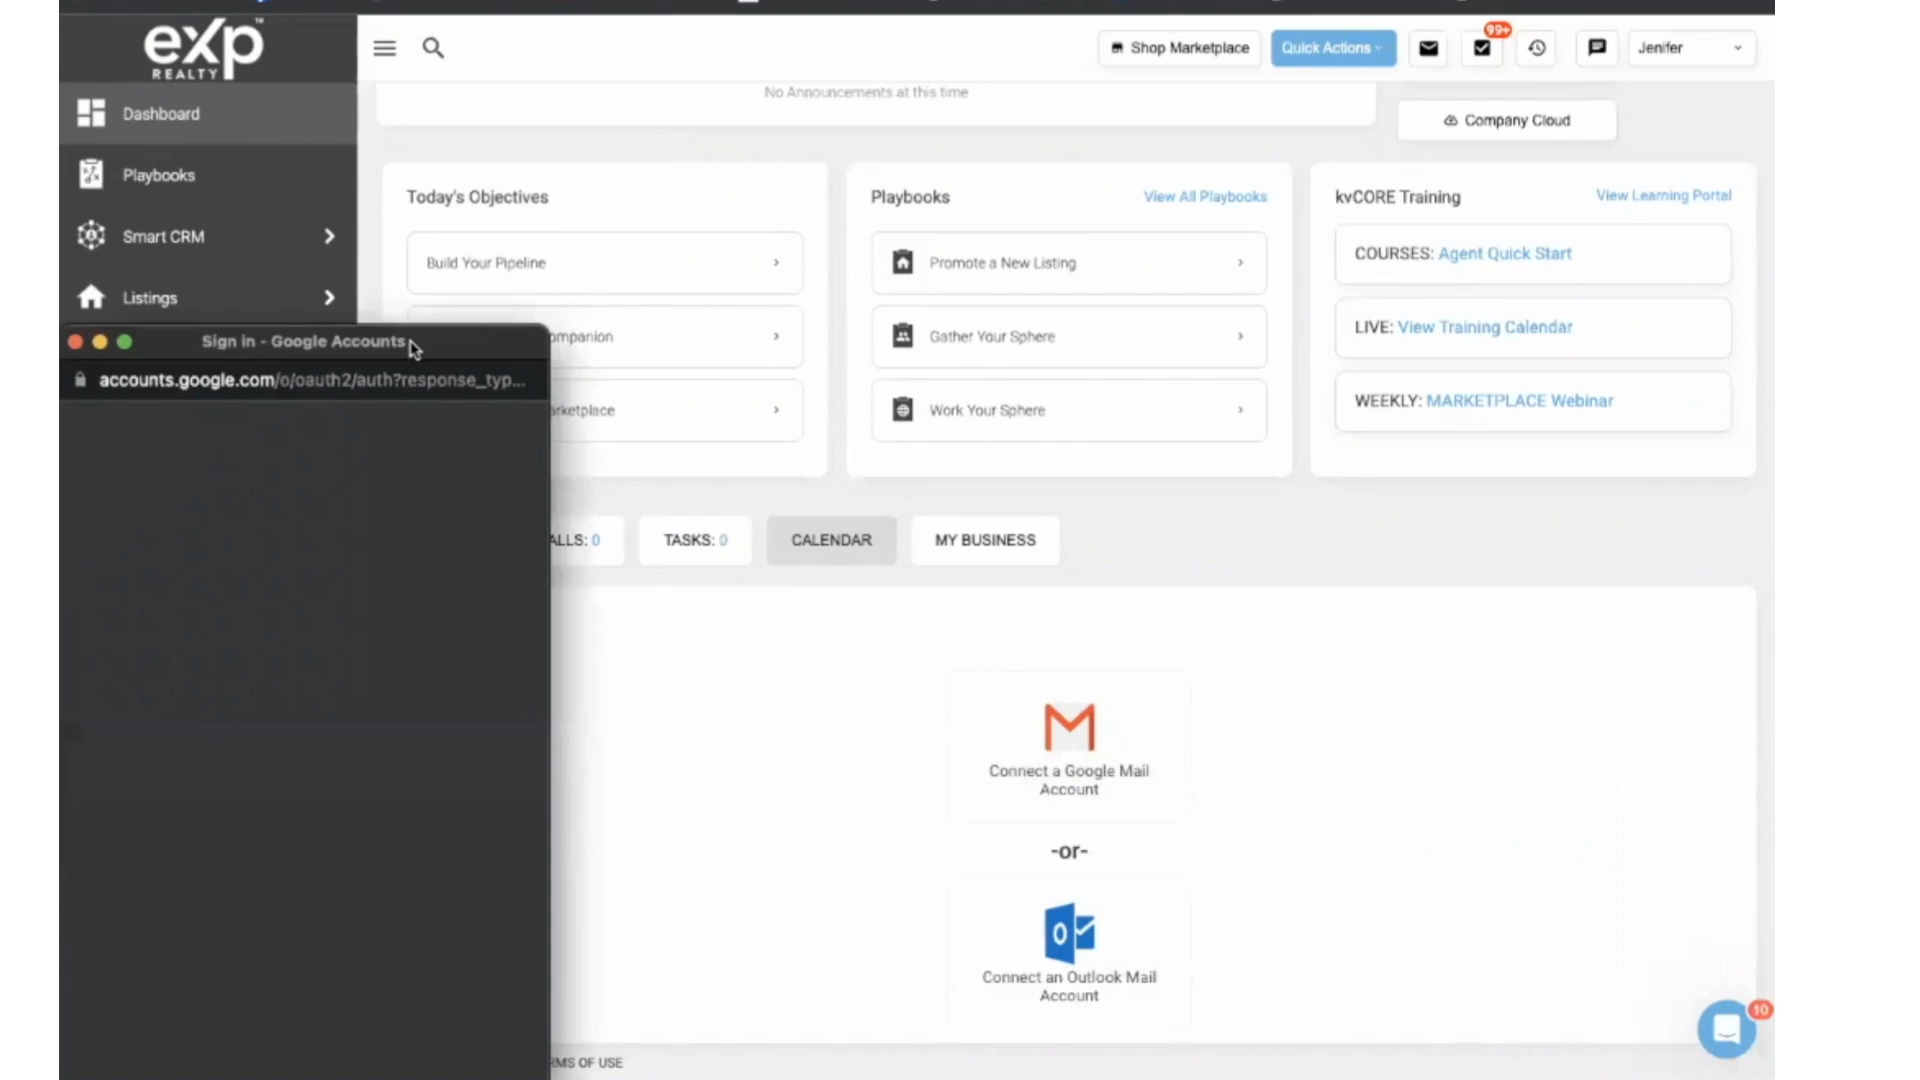 eXp™
REALTY
Shop Marketplace
Quick Actions
99+
Jenifer
Dashboard
Playbooks
Smart CRM
Listings
No Announcements at this time
Company Cloud
Today's Objectives
Build Your Pipeline
ompanion
rketplace
Playbooks
View All Playbooks
Promote a New Listing
Gather Your Sphere
Work Your Sphere
kvCORE Training
View Learning Portal
COURSES: Agent Quick Start
LIVE: View Training Calendar
WEEKLY: MARKETPLACE Webinar
Sign in - Google Accounts
accounts.google.com/o/oauth2/auth?response_typ...
ALLS: 0
TASKS: 0
CALENDAR
MY BUSINESS
Connect a Google Mail
Account
-or-
Connect an Outlook Mail
Account
10
RMS OF USE